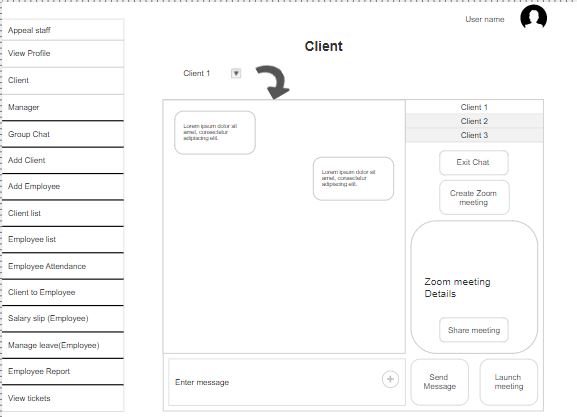 User name
Appeal staff
View Profile
Client
Manager
Group Chat
Add Client
Add Employee
Client list
Employee list
Employee Attendance
Client to Employee
Salary slip (Employee)
Manage leave(Employee)
Employee Report
View tickets
Client
Client 1
Lorem ipsum dolor sit
amet, consectetur
adipiscing elit.
Lorem ipsum dolor sit
amet, consectetur
adipiscing elit.
Enter message
Client 1
Client 2
Client 3
Exit Chat
Create Zoom
meeting
Zoom meeting
Details
Share meeting
Send
Message
Launch
meeting